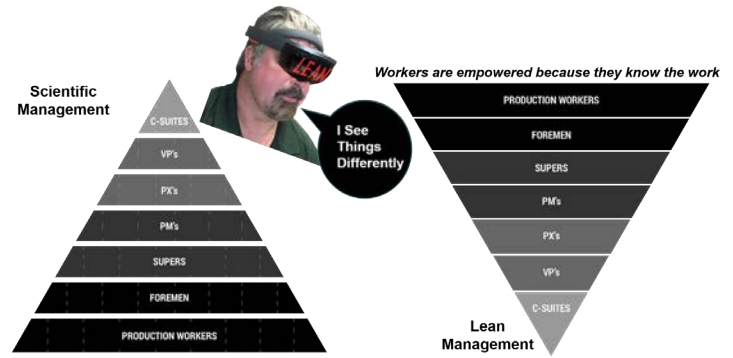 Scientific
Management
C-SUITES
VP's
PX's
PM's
SUPERS
FOREMEN
PRODUCTION WORKERS
LEAN
I See
Things
Differently
Workers are empowered because they know the work
PRODUCTION WORKERS
FOREMEN
SUPERS
PM's
PX's
VP's
C-SUITES
Lean
Management